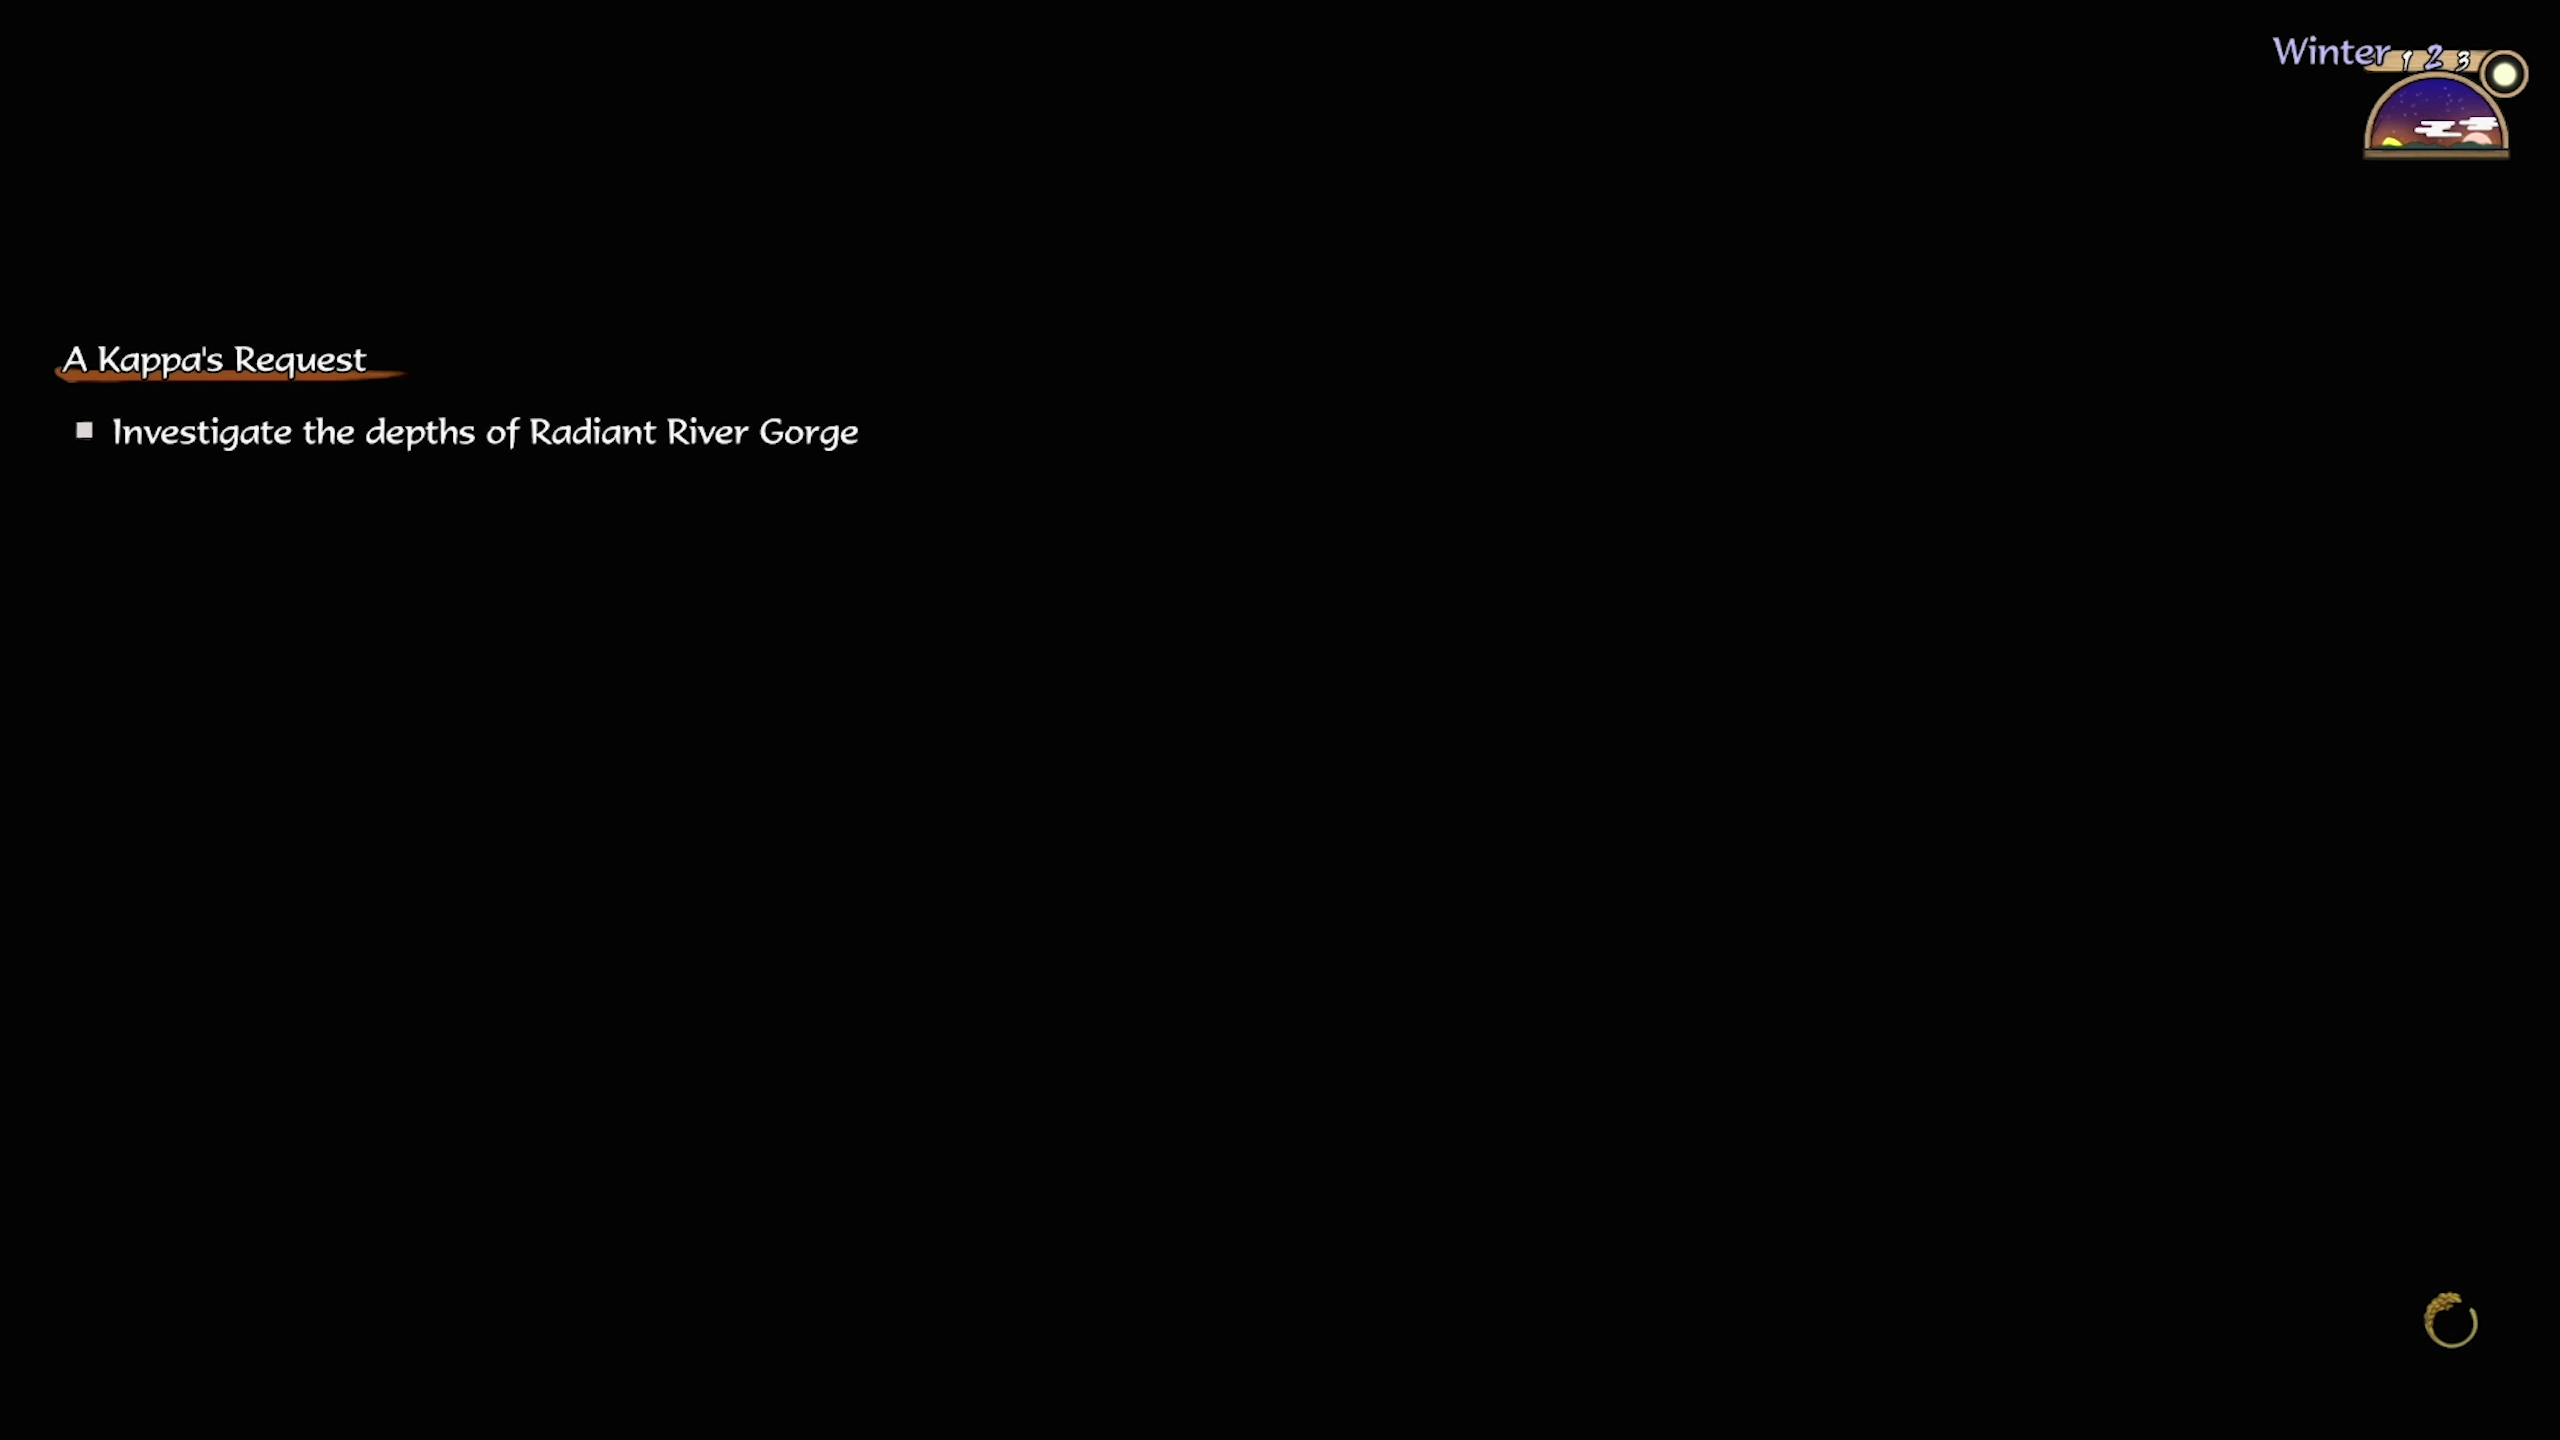 Winter 1 2 3
A Kappa's Request
Investigate the depths of Radiant River Gorge